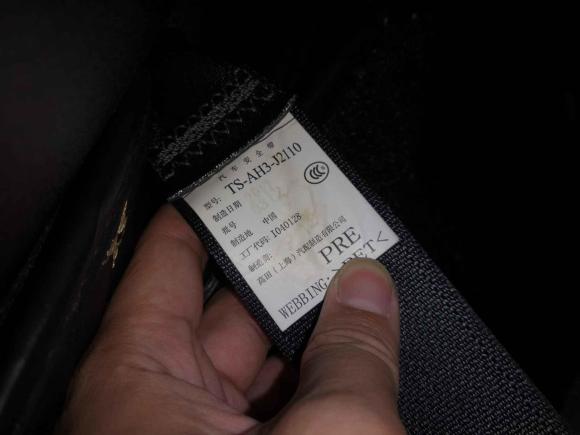 汽车安全带
型号: TS-AH3-J2110
制造日期
批号
制造地 中国
工厂代码: I040128
制造商:
高田(上海)汽配制造有限公司
PRE
WEBBING: >PET<